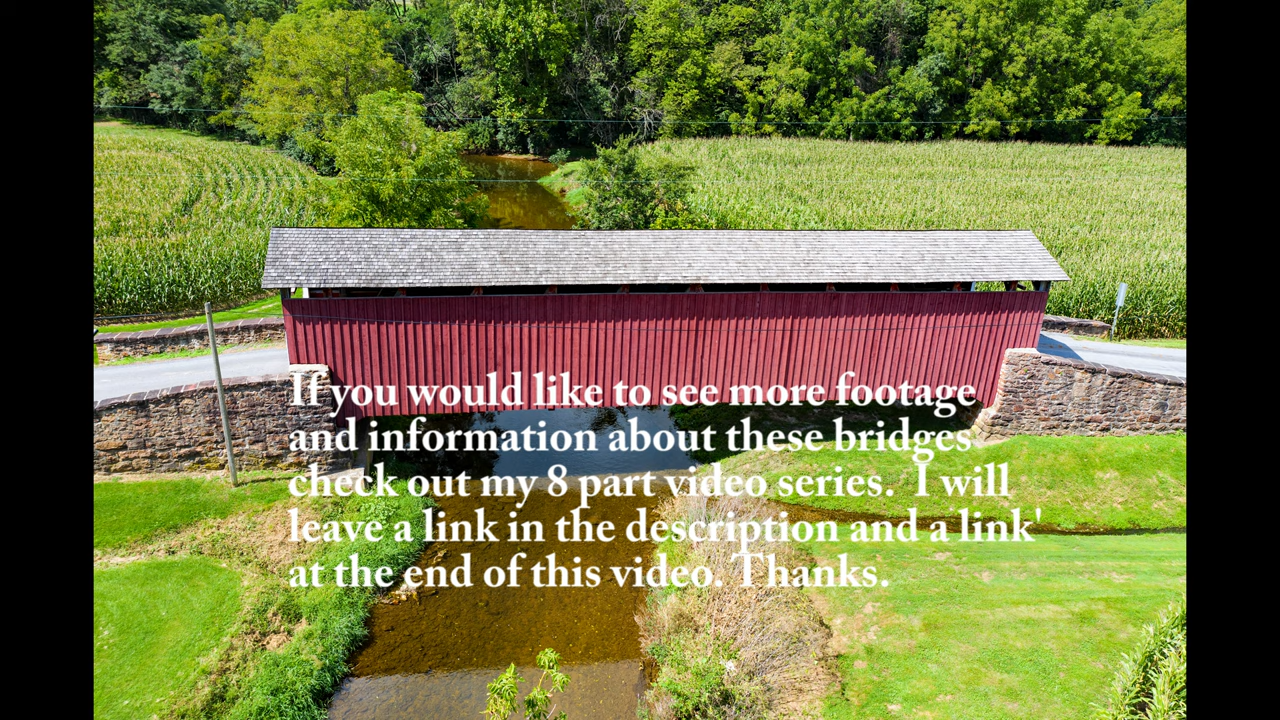 If you would like to see more footage
and information about these bridges
check out my 8 part video series.  I will
leave a link in the description and a link'
at the end of this video. Thanks.